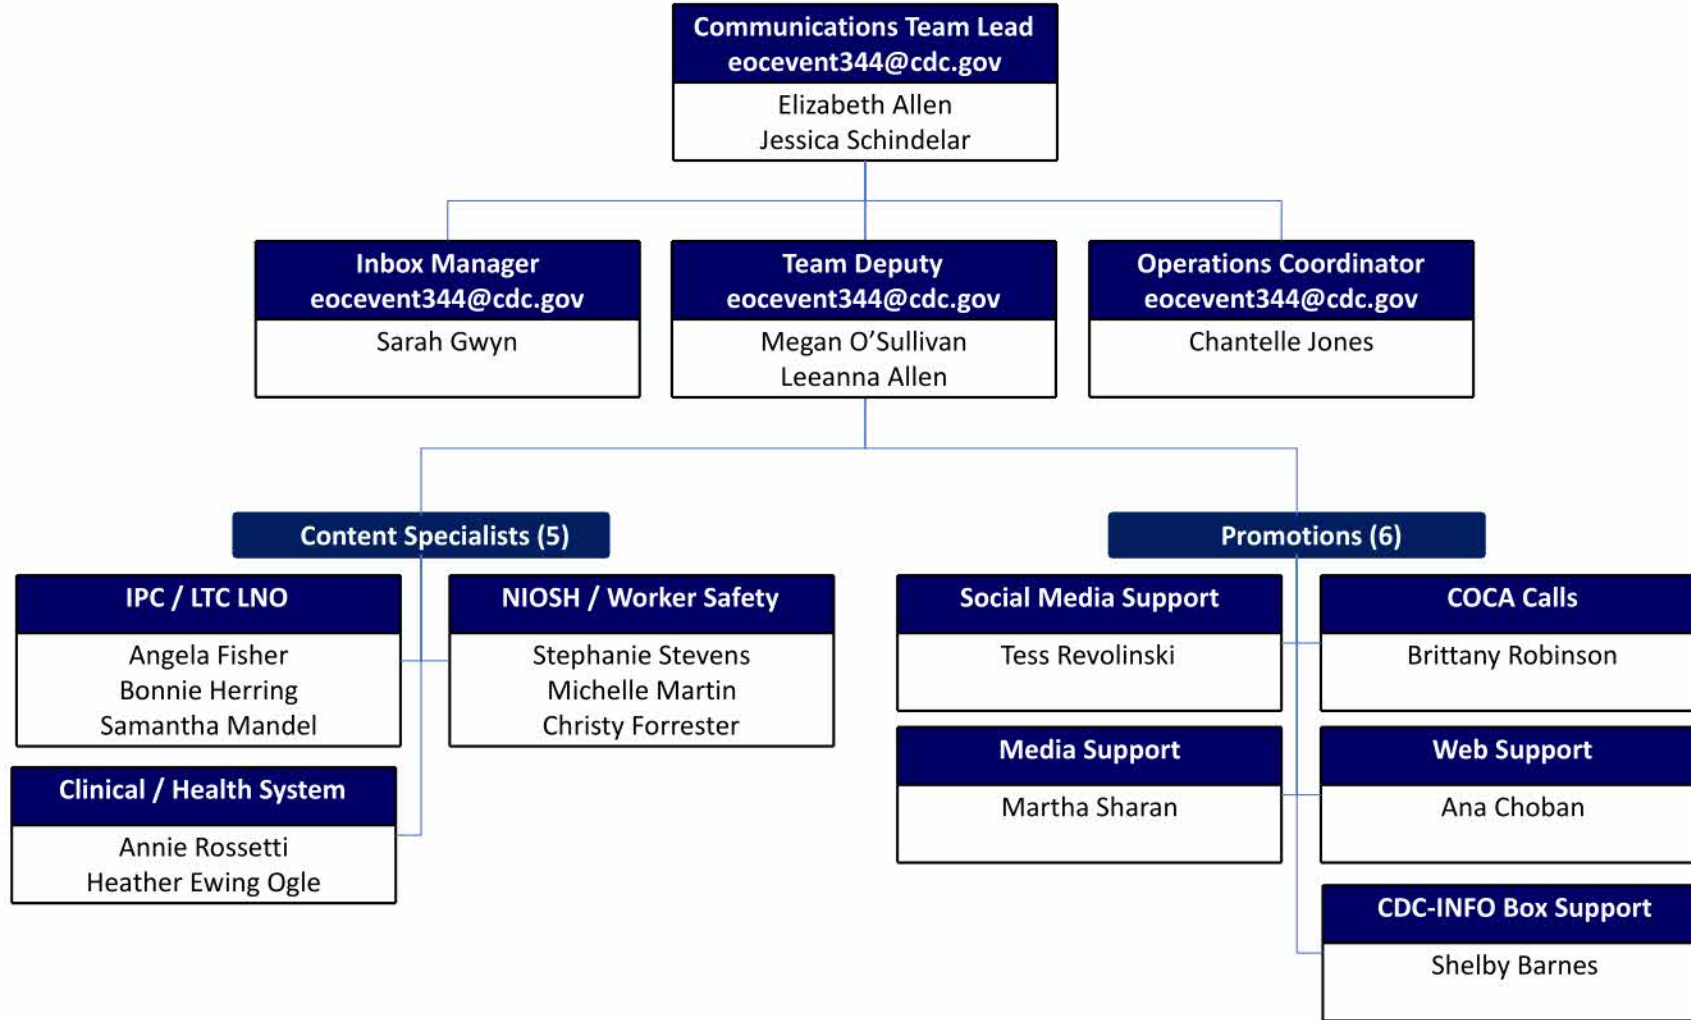 Communications Team Lead
eocevent344@cdc.gov
Elizabeth Allen
Jessica Schindelar
Inbox Manager
eocevent344@cdc.gov
Sarah Gwyn
Team Deputy
eocevent344@cdc.gov
Megan O’Sullivan
Leeanna Allen
Operations Coordinator
eocevent344@cdc.gov
Chantelle Jones
Content Specialists (5)
IPC / LTC LNO
Angela Fisher
Bonnie Herring
Samantha Mandel
NIOSH / Worker Safety
Stephanie Stevens
Michelle Martin
Christy Forrester
Clinical / Health System
Annie Rossetti
Heather Ewing Ogle
Promotions (6)
Social Media Support
Tess Revolinski
COCA Calls
Brittany Robinson
Media Support
Martha Sharan
Web Support
Ana Choban
CDC-INFO Box Support
Shelby Barnes